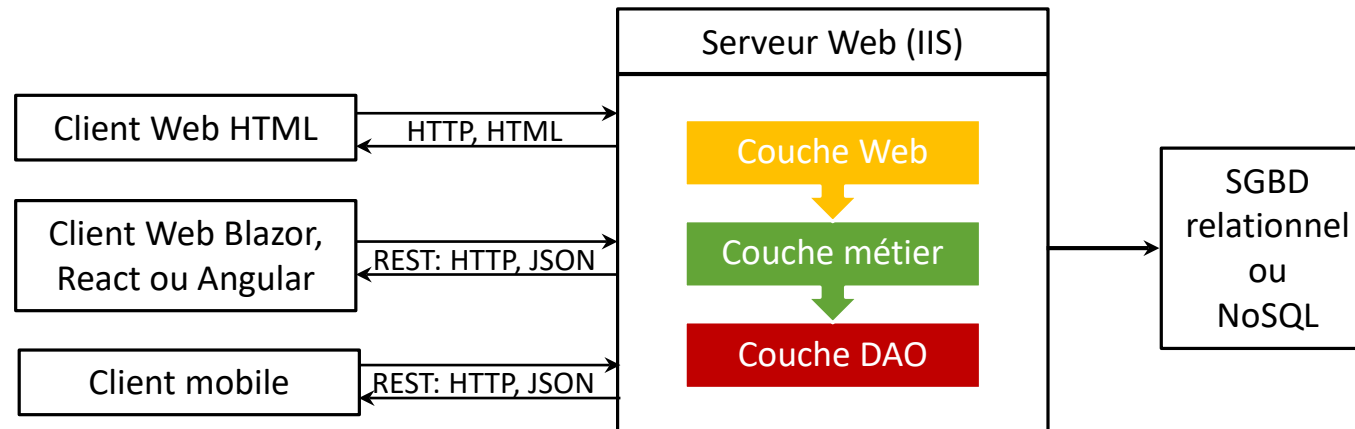 Serveur Web (IIS)
Client Web HTML
HTTP, HTML
Client Web Blazor,
React ou Angular
REST: HTTP, JSON
Client mobile
REST: HTTP, JSON
Couche Web
Couche métier
Couche DAO
SGBD
relationnel
ou
NoSQL